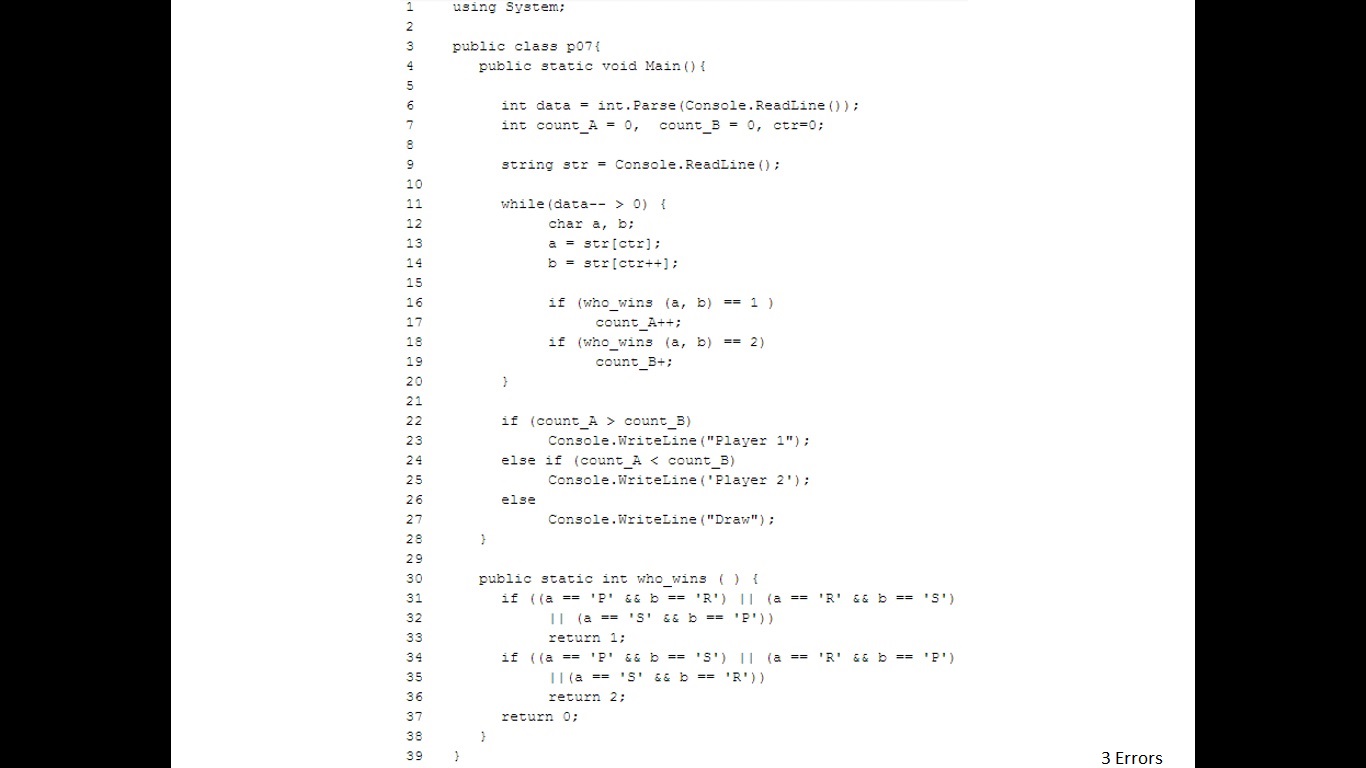 1 using System;
2
3 public class p07{
4 public static void Main(){
5
6 int data = int.Parse(Console.ReadLine());
7 int count_A = 0, count_B = 0, ctr=0;
8
9 string str = Console.ReadLine();
10
11 while(data-- > 0) {
12 char a, b;
13 a = str[ctr];
14 b = str[ctr++];
15
16 if (who_wins (a, b) == 1 )
17 count_A++;
18 if (who_wins (a, b) == 2)
19 count_B+;
20 }
21
22 if (count_A > count_B)
23 Console.WriteLine("Player 1");
24 else if (count_A < count_B)
25 Console.WriteLine('Player 2');
26 else
27 Console.WriteLine("Draw");
28 }
29
30 public static int who_wins ( ) {
31 if ((a == 'P' && b == 'R') || (a == 'R' && b == 'S')
32 || (a == 'S' && b == 'P'))
33 return 1;
34 if ((a == 'P' && b == 'S') || (a == 'R' && b == 'P')
35 ||(a == 'S' && b == 'R'))
36 return 2;
37 return 0;
38 }
39 }
3 Errors